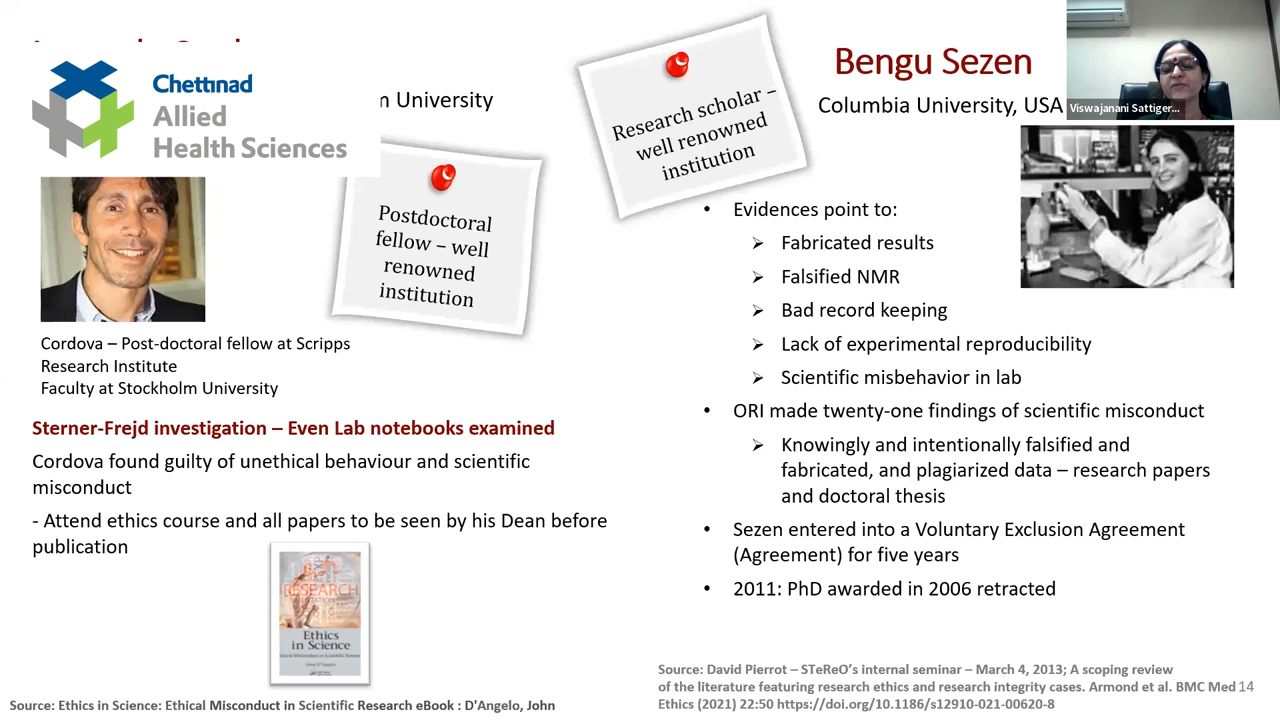 Chettinad
Allied
Health Sciences
m University
Postdoctoral
fellow – well
renowned
institution
Cordova – Post-doctoral fellow at Scripps
Research Institute
Faculty at Stockholm University
Sterner-Frejd investigation – Even Lab notebooks examined
Cordova found guilty of unethical behaviour and scientific
misconduct
- Attend ethics course and all papers to be seen by his Dean before
publication
RESEARCH
Ethics
in Science
Source: Ethics in Science: Ethical Misconduct in Scientific Research eBook : D'Angelo, John
Research scholar –
well renowned
institution
Bengu Sezen
Columbia University, USA
Viswajanani Sattiger...
• Evidences point to:
➢ Fabricated results
➢ Falsified NMR
➢ Bad record keeping
➢ Lack of experimental reproducibility
➢ Scientific misbehavior in lab
• ORI made twenty-one findings of scientific misconduct
➢ Knowingly and intentionally falsified and
fabricated, and plagiarized data – research papers
and doctoral thesis
• Sezen entered into a Voluntary Exclusion Agreement
(Agreement) for five years
• 2011: PhD awarded in 2006 retracted
Source: David Pierrot – STeReO's internal seminar – March 4, 2013; A scoping review
of the literature featuring research ethics and research integrity cases. Armond et al. BMC Med 14
Ethics (2021) 22:50 https://doi.org/10.1186/s12910-021-00620-8